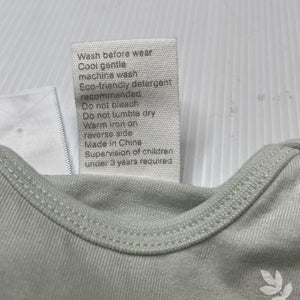 Wash before wear
Cool gentle
machine wash
Eco-friendly detergent
recommended
Do not bleach
Do not tumble dry
Warm iron on
reverse side
Made in China
Supervision of children
under 3 years required